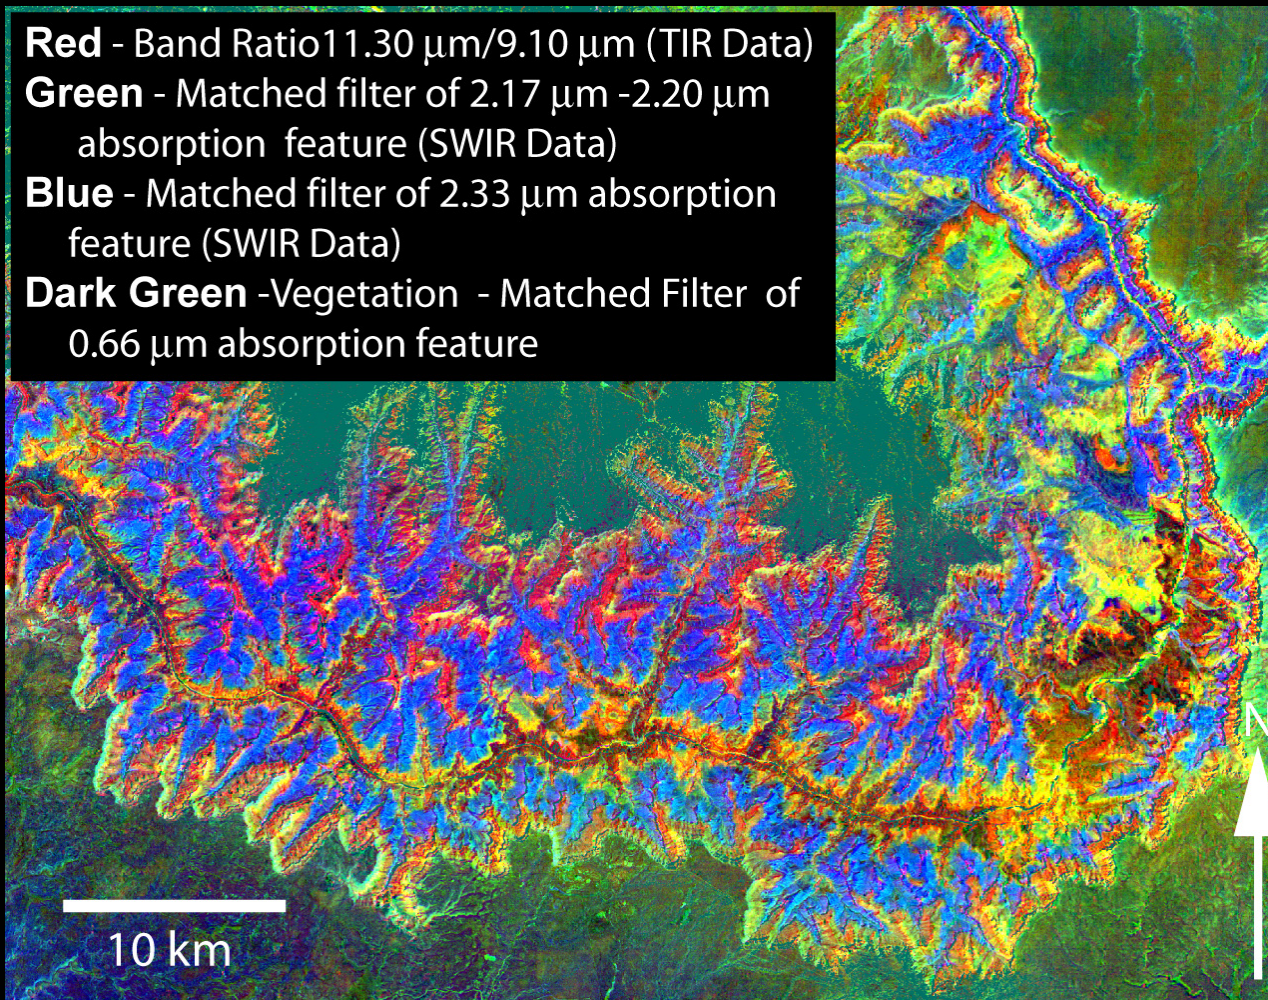 Red - Band Ratio11.30 μm/9.10 μm (TIR Data)
Green - Matched filter of 2.17 μm -2.20 μm
absorption feature (SWIR Data)
Blue - Matched filter of 2.33 μm absorption
feature (SWIR Data)
Dark Green -Vegetation - Matched Filter of
0.66 μm absorption feature
N
10 km